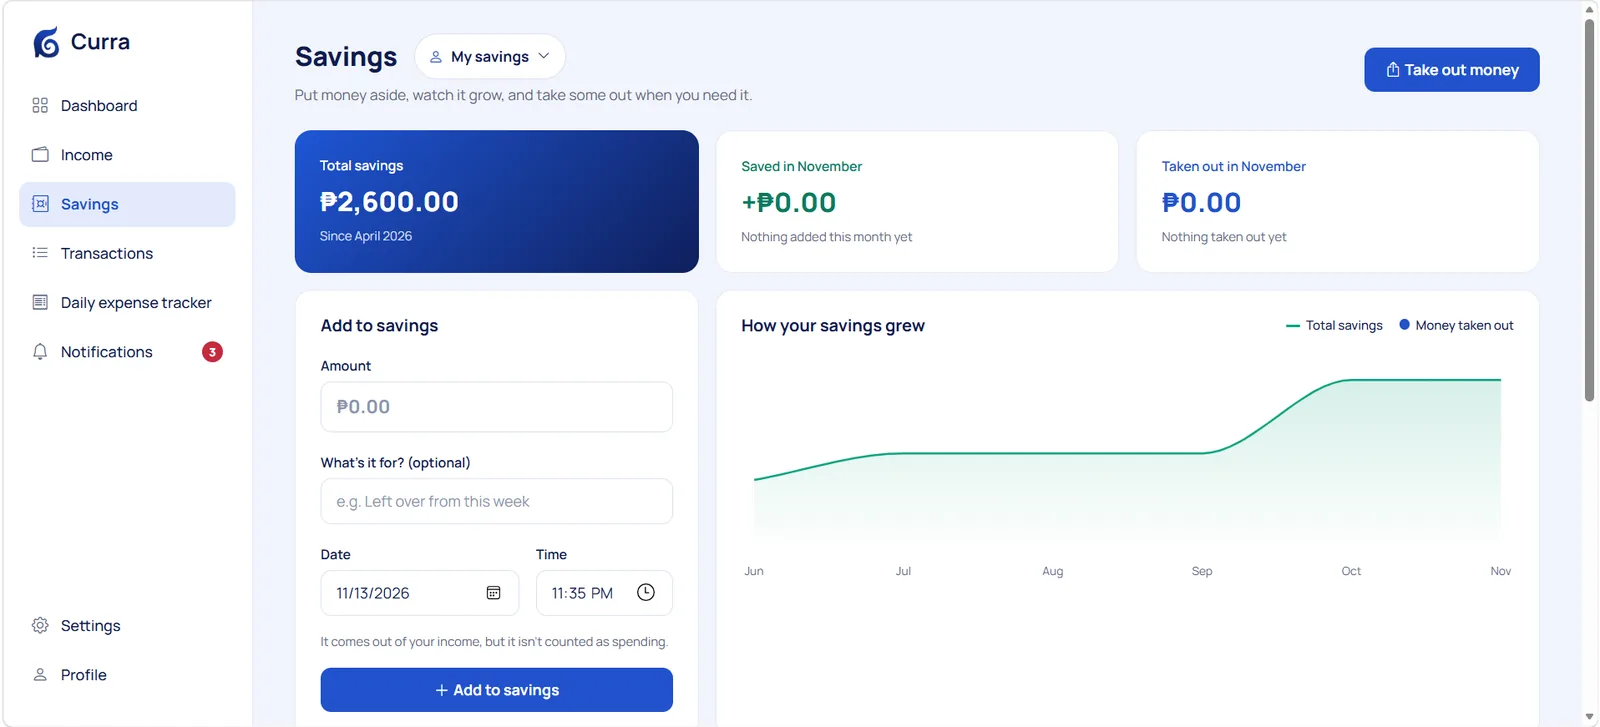 Curra
Dashboard
Income
Savings
Transactions
Daily expense tracker
Notifications 3
Settings
Profile
Savings
My savings
Put money aside, watch it grow, and take some out when you need it.
Take out money
Total savings
₱2,600.00
Since April 2026
Saved in November
+₱0.00
Nothing added this month yet
Taken out in November
₱0.00
Nothing taken out yet
Add to savings
Amount
₱0.00
What's it for? (optional)
e.g. Left over from this week
Date
11/13/2026
Time
11:35 PM
It comes out of your income, but it isn't counted as spending.
+ Add to savings
How your savings grew
Total savings
Money taken out
Jun Jul Aug Sep Oct Nov